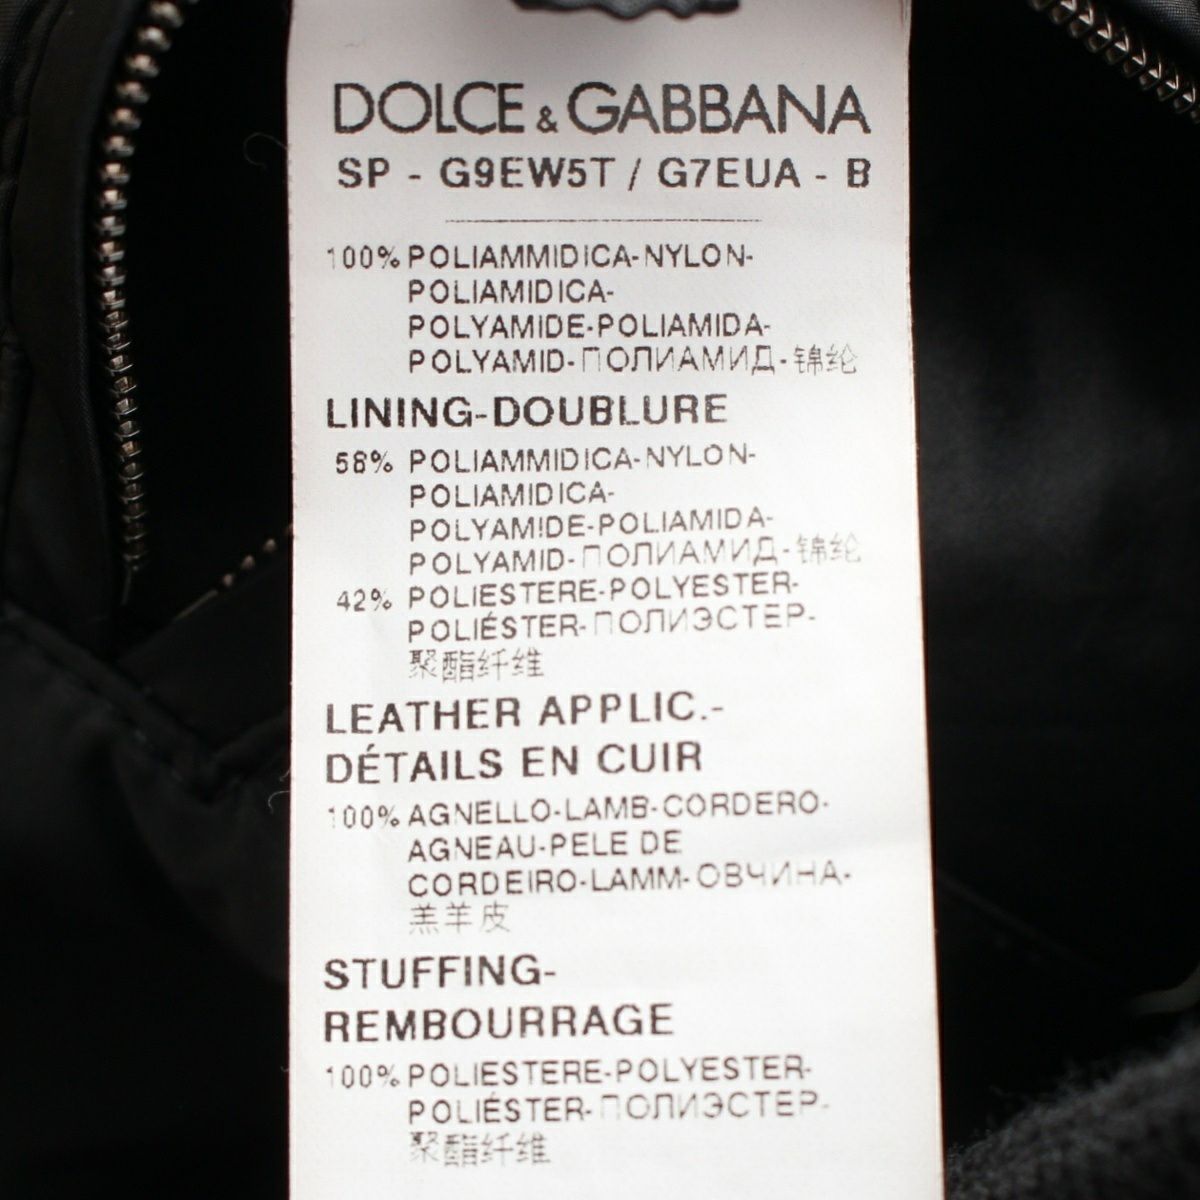 DOLCE & GABBANA
SP - G9EW5T / G7EUA - B
100% POLIAMMIDICA-NYLON-
POLIAMIDICA-
POLYAMIDE-POLIAMIDA-
POLYAMID-ПОЛИАМИД-锦纶
LINING-DOUBLURE
58% POLIAMMIDICA-NYLON-
POLIAMIDICA-
POLYAMIDE-POLIAMIDA-
POLYAMID-ПОЛИАМИД-锦纶
42% POLIESTERE-POLYESTER-
POLIÉSTER-ПОЛИЭСТЕР-
聚酯纤维
LEATHER APPLIC.-
DÉTAILS EN CUIR
100% AGNELLO-LAMB-CORDERO-
AGNEAU-PELE DE
CORDEIRO-LAMM-ОВЧИНА-
羔羊皮
STUFFING-
REMBOURRAGE
100% POLIESTERE-POLYESTER-
POLIÉSTER-ПОЛИЭСТЕР-
聚酯纤维